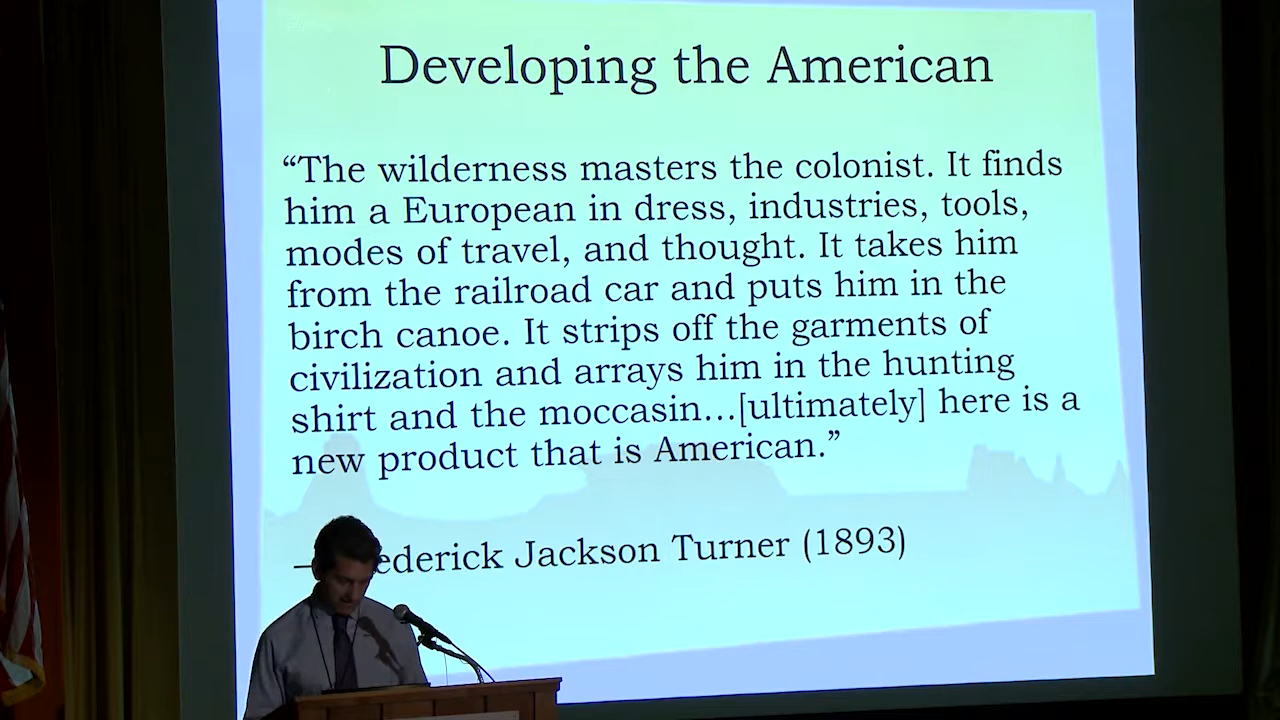 Developing the American
“The wilderness masters the colonist. It finds
him a European in dress, industries, tools,
modes of travel, and thought. It takes him
from the railroad car and puts him in the
birch canoe. It strips off the garments of
civilization and arrays him in the hunting
shirt and the moccasin…[ultimately] here is a
new product that is American.”
– ederick Jackson Turner (1893)